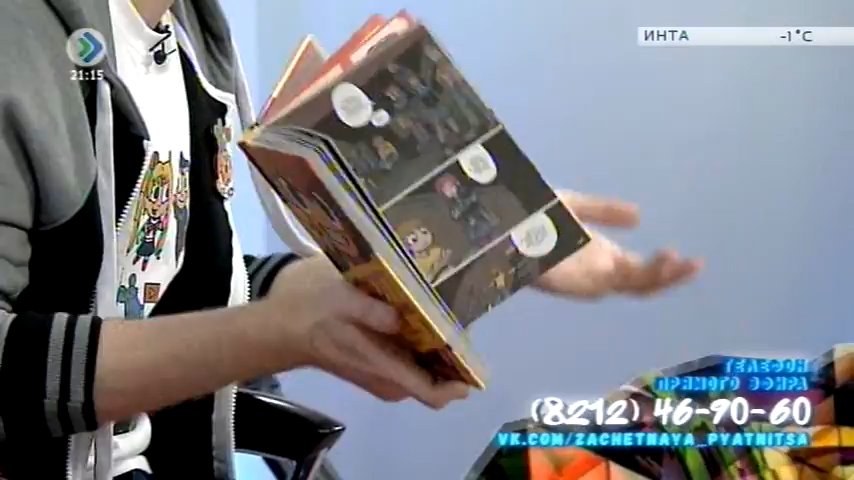 21:15
ИНТА -1°C
ТЕЛЕФОН
ПРЯМОГО ЭФИРА
(8212) 46-90-60
VK.COM/ZACHETNAYA_PYATNITSA